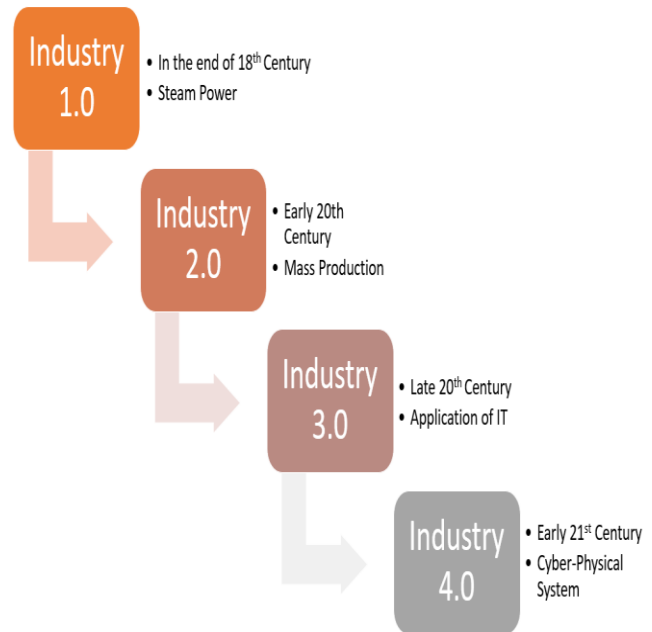 Industry
1.0
• In the end of 18th Century
• Steam Power
Industry
2.0
• Early 20th
Century
• Mass Production
Industry
3.0
• Late 20th Century
• Application of IT
Industry
4.0
• Early 21st Century
• Cyber-Physical
System